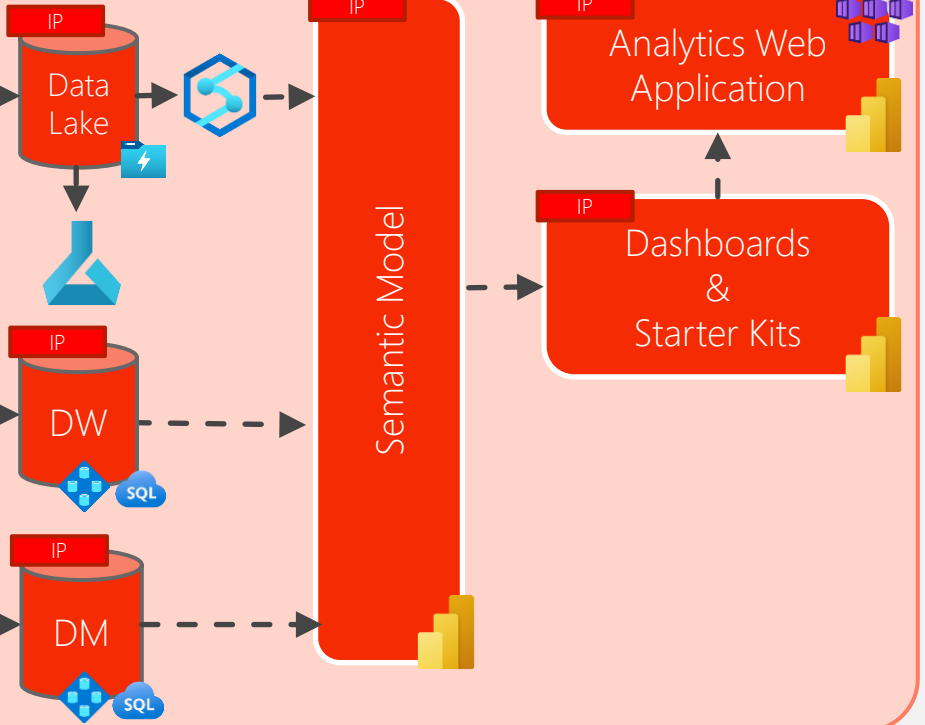 IP
Data
Lake
IP
DW
SQL
IP
DM
SQL
IP
Semantic Model
IP
Analytics Web
Application
IP
Dashboards
&
Starter Kits